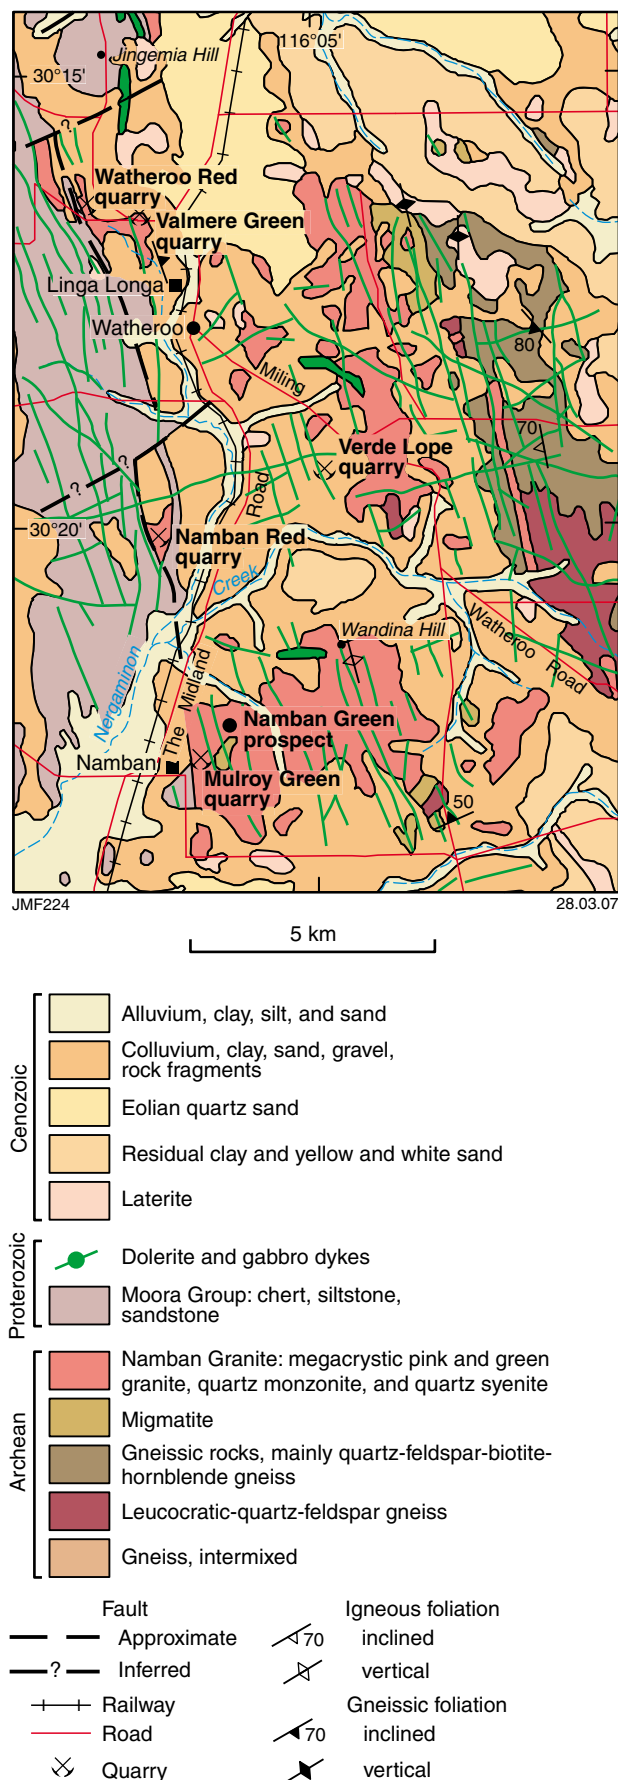 116°05'
Jingemia Hill
30°15'
?
Watheroo Red
quarry
Valmere Green
quarry
Linga Longa
Watheroo
80
Miling
70
Verde Lope
quarry
Road
?
?
30°20'
Namban Red
quarry
Creek
Watheroo Road
Wandina Hill
Nergaminon
The Midland
Namban Green
prospect
Namban
Mulroy Green
quarry
50
JMF224
28.03.07
5 km
Cenozoic
Alluvium, clay, silt, and sand
Colluvium, clay, sand, gravel,
rock fragments
Eolian quartz sand
Residual clay and yellow and white sand
Laterite
Proterozoic
Dolerite and gabbro dykes
Moora Group: chert, siltstone,
sandstone
Archean
Namban Granite: megacrystic pink and green
granite, quartz monzonite, and quartz syenite
Migmatite
Gneissic rocks, mainly quartz-feldspar-biotite-
hornblende gneiss
Leucocratic-quartz-feldspar gneiss
Gneiss, intermixed
Fault
Approximate
? Inferred
Railway
Road
Quarry
Igneous foliation
70 inclined
vertical
Gneissic foliation
70 inclined
vertical